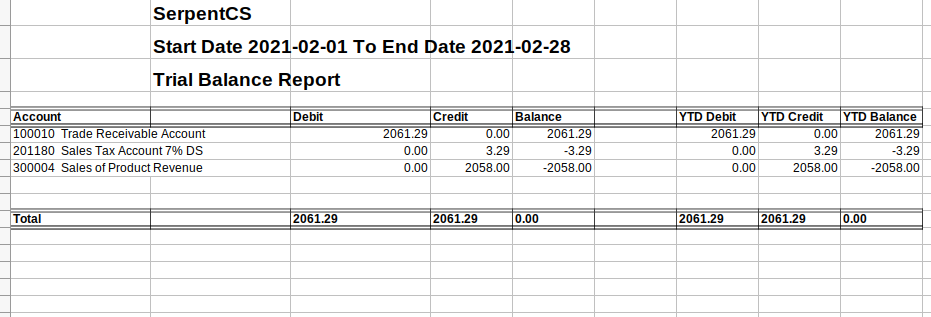 SerpentCS
Start Date 2021-02-01 To End Date 2021-02-28
Trial Balance Report
Account Debit Credit Balance YTD Debit YTD Credit YTD Balance
100010 Trade Receivable Account 2061.29 0.00 2061.29 2061.29 0.00 2061.29
201180 Sales Tax Account 7% DS 0.00 3.29 -3.29 0.00 3.29 -3.29
300004 Sales of Product Revenue 0.00 2058.00 -2058.00 0.00 2058.00 -2058.00
Total 2061.29 2061.29 0.00 2061.29 2061.29 0.00